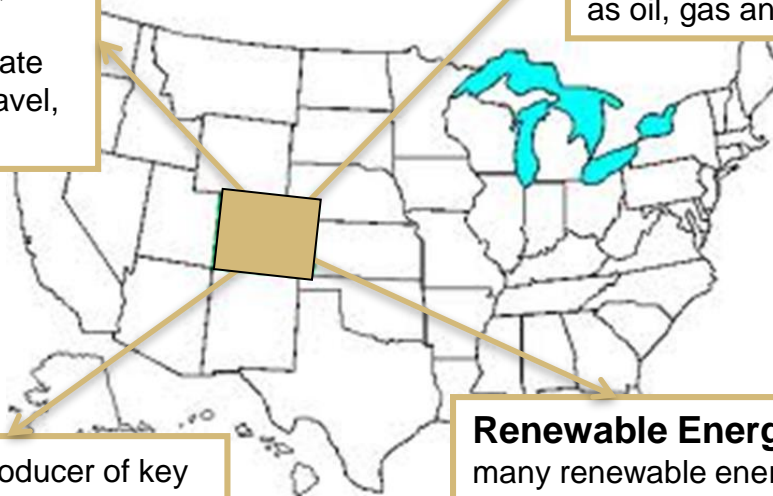 as oil, gas an
ate
avel,
oducer of key
Renewable Energ
many renewable ener